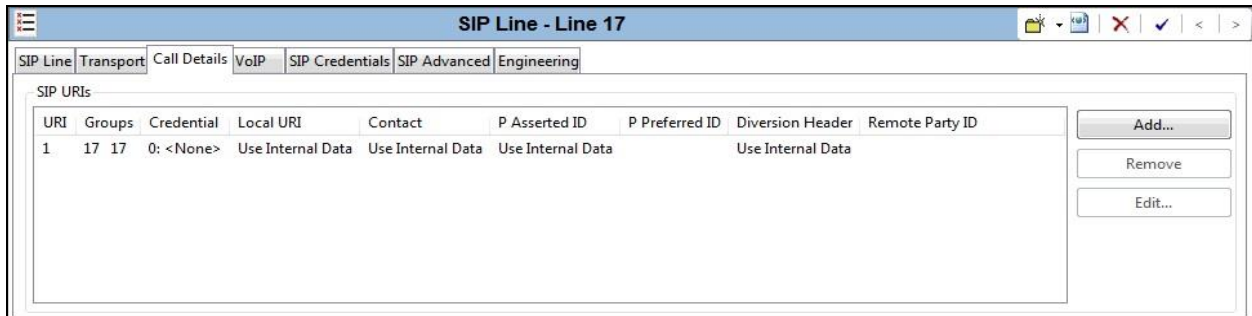 SIP Line - Line 17
SIP Line Transport Call Details VoIP SIP Credentials SIP Advanced Engineering
SIP URIs
URI Groups Credential Local URI Contact P Asserted ID P Preferred ID Diversion Header Remote Party ID
1 17 17 0: <None> Use Internal Data Use Internal Data Use Internal Data Use Internal Data
Add...
Remove
Edit...